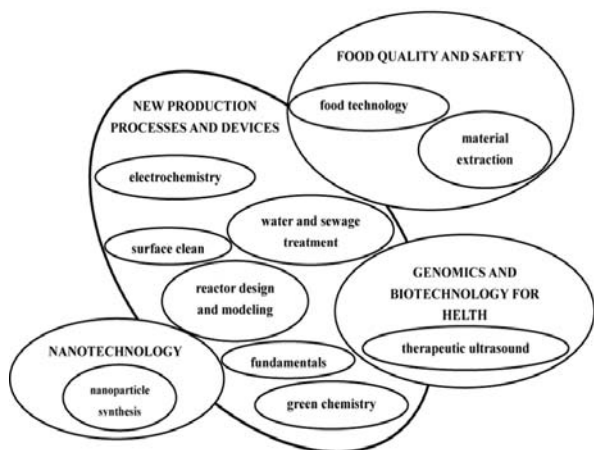 FOOD QUALITY AND SAFETY
food technology
material
extraction
NEW PRODUCTION
PROCESSES AND DEVICES
electrochemistry
water and sewage
treatment
surface clean
reactor design
and modeling
GENOMICS AND
BIOTECHNOLOGY FOR
HELTH
therapeutic ultrasound
NANOTECHNOLOGY
nanoparticle
synthesis
fundamentals
green chemistry